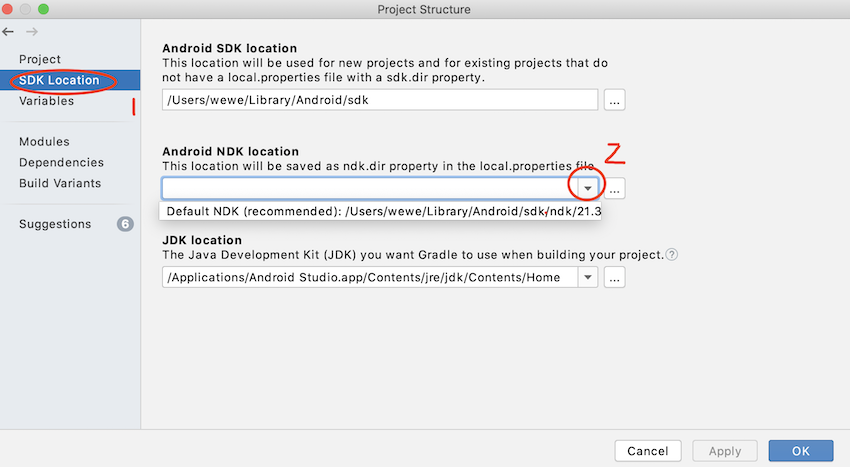 Project Structure
Project
SDK Location
Variables
1
Modules
Dependencies
Build Variants
Suggestions 6
Android SDK location
This location will be used for new projects and for existing projects that do
not have a local.properties file with a sdk.dir property.
/Users/wewe/Library/Android/sdk ...
Android NDK location
This location will be saved as ndk.dir property in the local.properties file.
2
...
Default NDK (recommended): /Users/wewe/Library/Android/sdk/ndk/21.3
JDK location
The Java Development Kit (JDK) you want Gradle to use when building your project. ?
/Applications/Android Studio.app/Contents/jre/jdk/Contents/Home ...
Cancel Apply OK